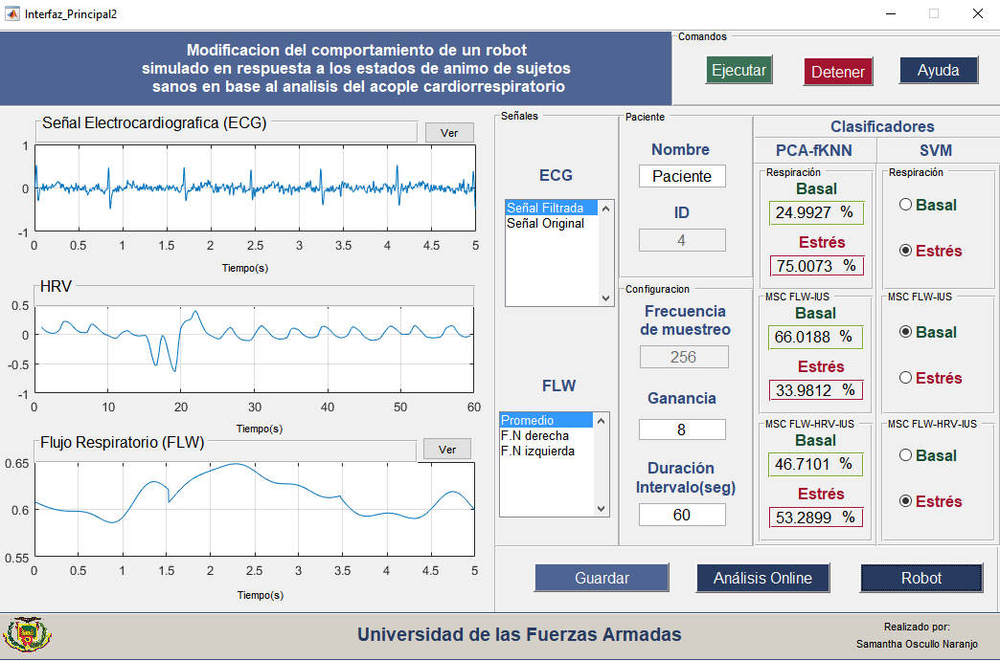 Interfaz_Principal2
Modificacion del comportamiento de un robot
simulado en respuesta a los estados de animo de sujetos
sanos en base al analisis del acople cardiorrespiratorio
Comandos
Ejecutar
Detener
Ayuda
Señal Electrocardiografica (ECG)
Ver
1
0
-1
0 0.5 1 1.5 2 2.5 3 3.5 4 4.5 5
Tiempo(s)
HRV
0.5
0
-0.5
-1
0 10 20 30 40 50 60
Tiempo(s)
Flujo Respiratorio (FLW)
Ver
0.65
0.6
0.55
0 0.5 1 1.5 2 2.5 3 3.5 4 4.5 5
Tiempo(s)
Señales
ECG
Señal Filtrada
Señal Original
FLW
Promedio
F.N derecha
F.N izquierda
Paciente
Nombre
Paciente
ID
4
Configuracion
Frecuencia
de muestreo
256
Ganancia
8
Duración
Intervalo(seg)
60
Clasificadores
PCA-fKNN
SVM
Respiración
Basal
24.9927 %
Estrés
75.0073 %
Respiración
Basal
Estrés
MSC FLW-IUS
Basal
66.0188 %
Estrés
33.9812 %
MSC FLW-IUS
Basal
Estrés
MSC FLW-HRV-IUS
Basal
46.7101 %
Estrés
53.2899 %
MSC FLW-HRV-IUS
Basal
Estrés
Guardar
Análisis Online
Robot
Universidad de las Fuerzas Armadas
Realizado por:
Samantha Oscullo Naranjo